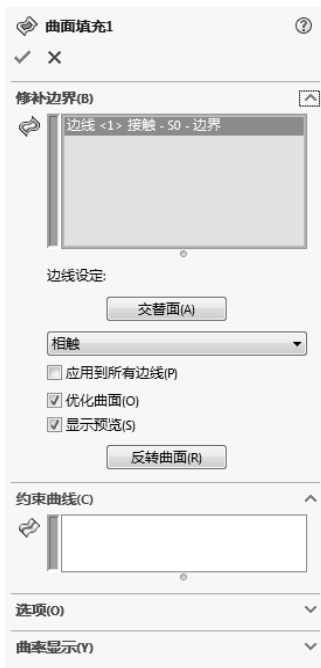 曲面填充1
修补边界(B)
边线 <1> 接触 - S0 - 边界
边线设定:
交替面(A)
相触
应用到所有边线(P)
优化曲面(O)
显示预览(S)
反转曲面(R)
约束曲线(C)
选项(O)
曲率显示(Y)